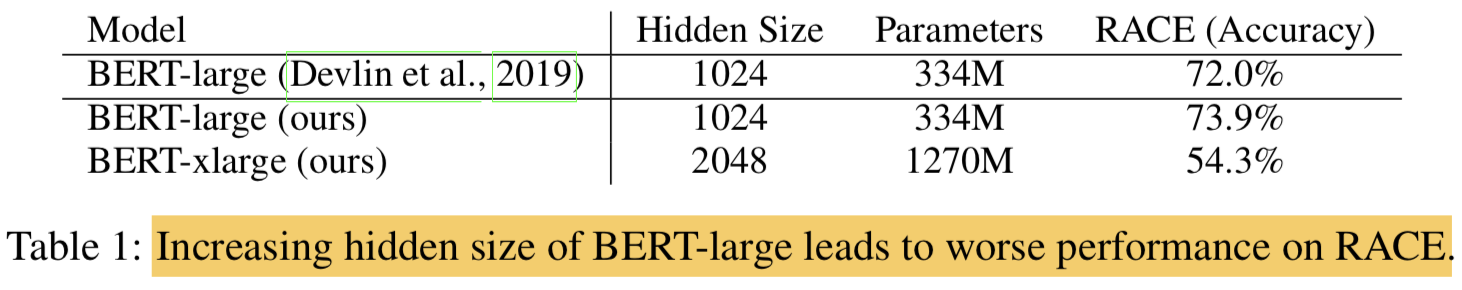 Model Hidden Size Parameters RACE (Accuracy)
BERT-large (Devlin et al., 2019) 1024 334M 72.0%
BERT-large (ours) 1024 334M 73.9%
BERT-xlarge (ours) 2048 1270M 54.3%
Table 1: Increasing hidden size of BERT-large leads to worse performance on RACE.